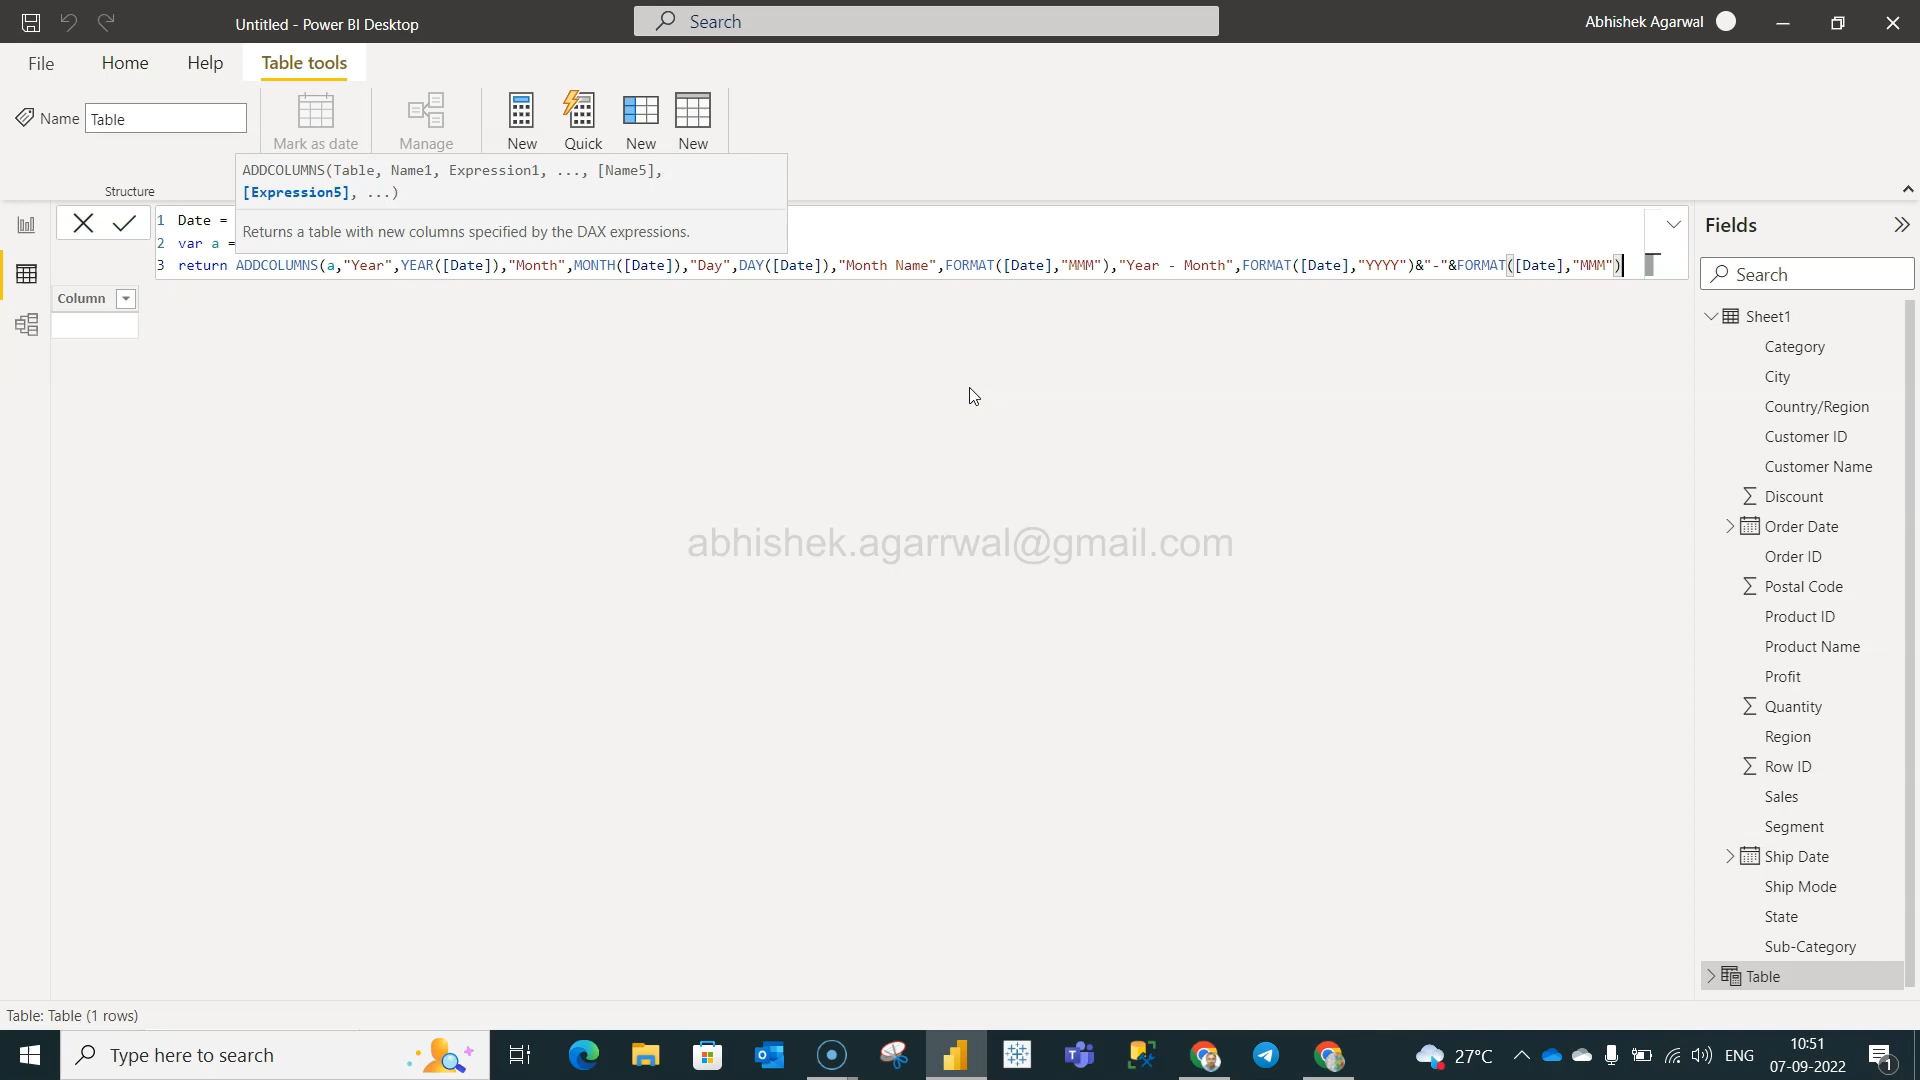 Untitled - Power BI Desktop
Search
Abhishek Agarwal
File Home Help Table tools
Name Table
Mark as date Manage New Quick New New
Structure
ADDCOLUMNS(Table, Name1, Expression1, ..., [Name5],
[Expression5], ...)
Returns a table with new columns specified by the DAX expressions.
1 Date =
2 var a =
3 return ADDCOLUMNS(a,"Year",YEAR([Date]),"Month",MONTH([Date]),"Day",DAY([Date]),"Month Name",FORMAT([Date],"MMM"),"Year - Month",FORMAT([Date],"YYYY")&"-"&FORMAT([Date],"MMM")
Column
abhishek.agarrwal@gmail.com
Fields
Search
Sheet1
Category
City
Country/Region
Customer ID
Customer Name
Discount
Order Date
Order ID
Postal Code
Product ID
Product Name
Profit
Quantity
Region
Row ID
Sales
Segment
Ship Date
Ship Mode
State
Sub-Category
Table
Table: Table (1 rows)
Type here to search
27°C
ENG
10:51
07-09-2022
1